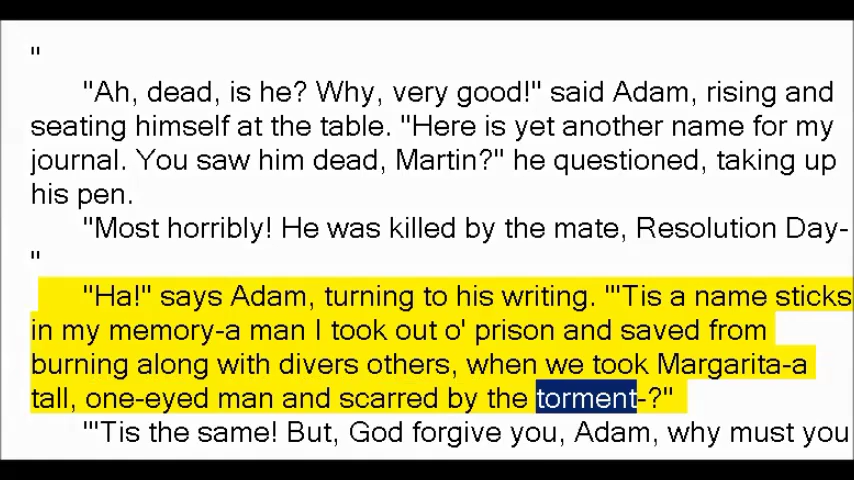 "
"Ah, dead, is he? Why, very good!" said Adam, rising and
seating himself at the table. "Here is yet another name for my
journal. You saw him dead, Martin?" he questioned, taking up
his pen.
"Most horribly! He was killed by the mate, Resolution Day-
"
"Ha!" says Adam, turning to his writing. "'Tis a name sticks
in my memory-a man I took out o' prison and saved from
burning along with divers others, when we took Margarita-a
tall, one-eyed man and scarred by the torment-?"
"'Tis the same! But, God forgive you, Adam, why must you